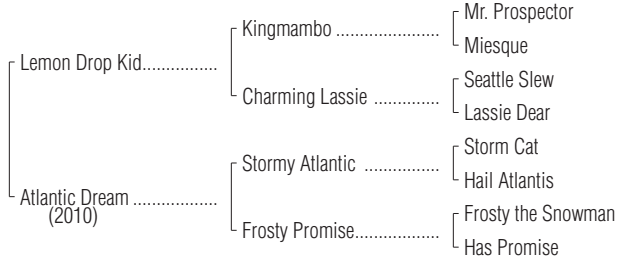 Mr. Prospector
Kingmambo ....................
Miesque
Lemon Drop Kid...............
Seattle Slew
Charming Lassie .............
Lassie Dear
Storm Cat
Stormy Atlantic ...............
Hail Atlantis
Atlantic Dream .................
(2010)
Frosty the Snowman
Frosty Promise.................
Has Promise